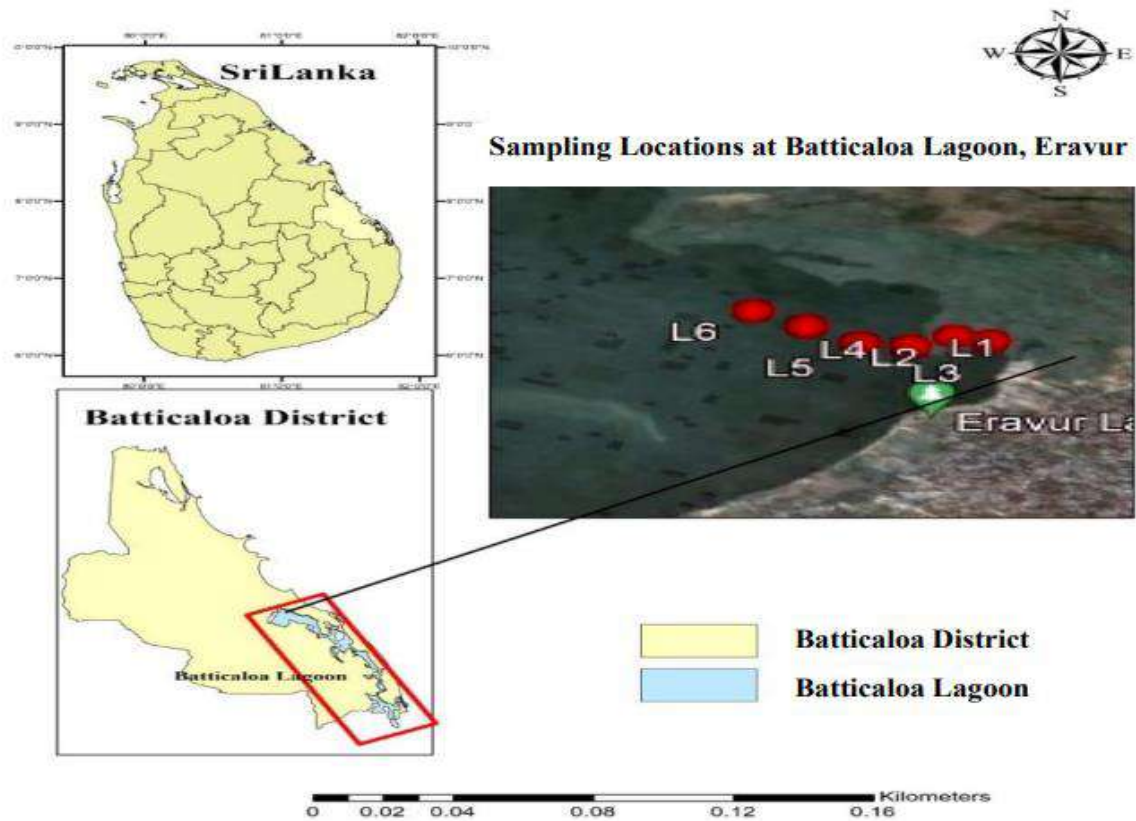 SriLanka
N
W
E
S
Sampling Locations at Batticaloa Lagoon, Eravur
L6
L5
L4
L2
L1
L3
Eravur La
Batticaloa District
Batticaloa Lagoon
Batticaloa District
Batticaloa Lagoon
Kilometers
0 0.02 0.04 0.08 0.12 0.16